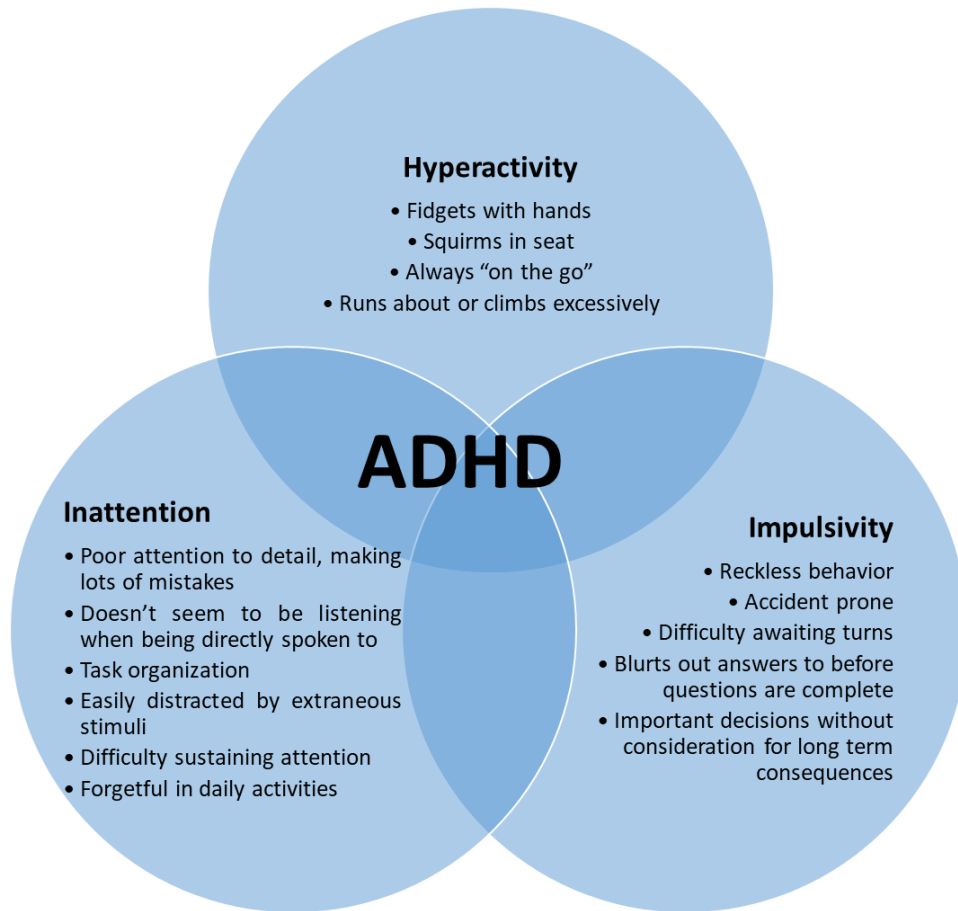 Hyperactivity
• Fidgets with hands
• Squirms in seat
• Always “on the go”
• Runs about or climbs excessively
ADHD
Inattention
• Poor attention to detail, making
lots of mistakes
• Doesn’t seem to be listening
when being directly spoken to
• Task organization
• Easily distracted by extraneous
stimuli
• Difficulty sustaining attention
• Forgetful in daily activities
Impulsivity
• Reckless behavior
• Accident prone
• Difficulty awaiting turns
• Blurts out answers to before
questions are complete
• Important decisions without
consideration for long term
consequences